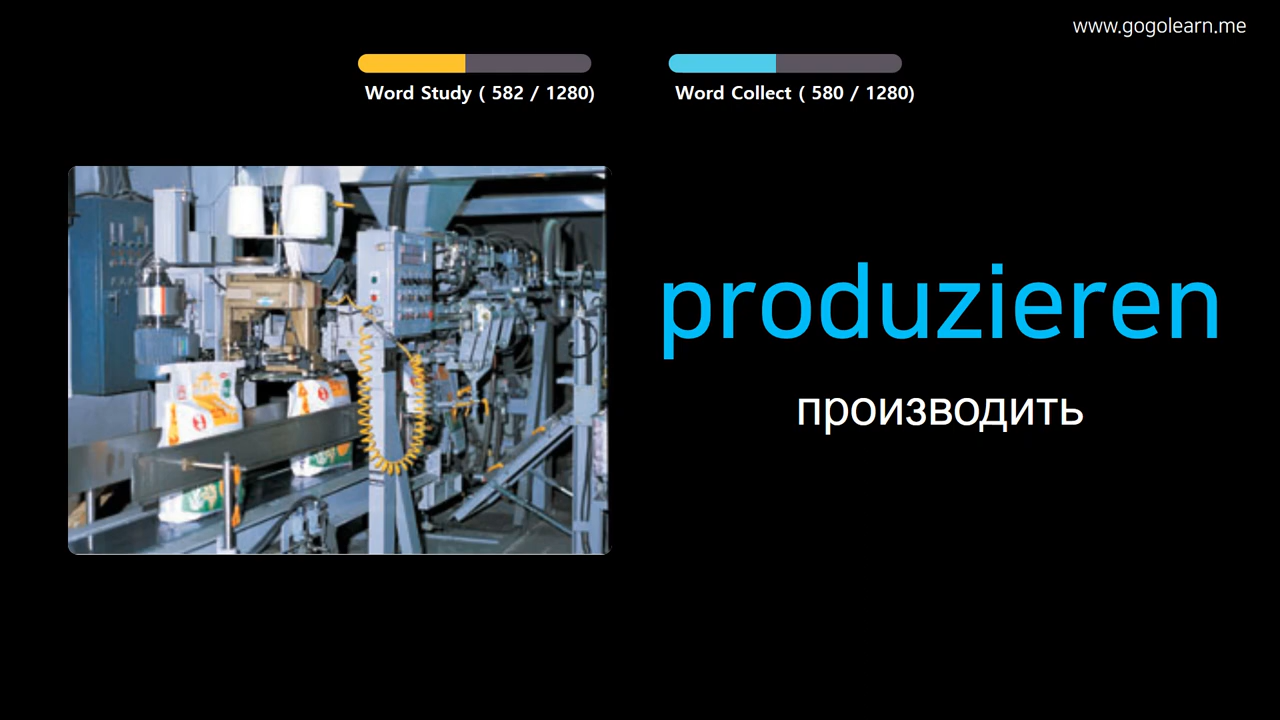 www.gogolearn.me
Word Study ( 582 / 1280)
Word Collect ( 580 / 1280)
produzieren
производить